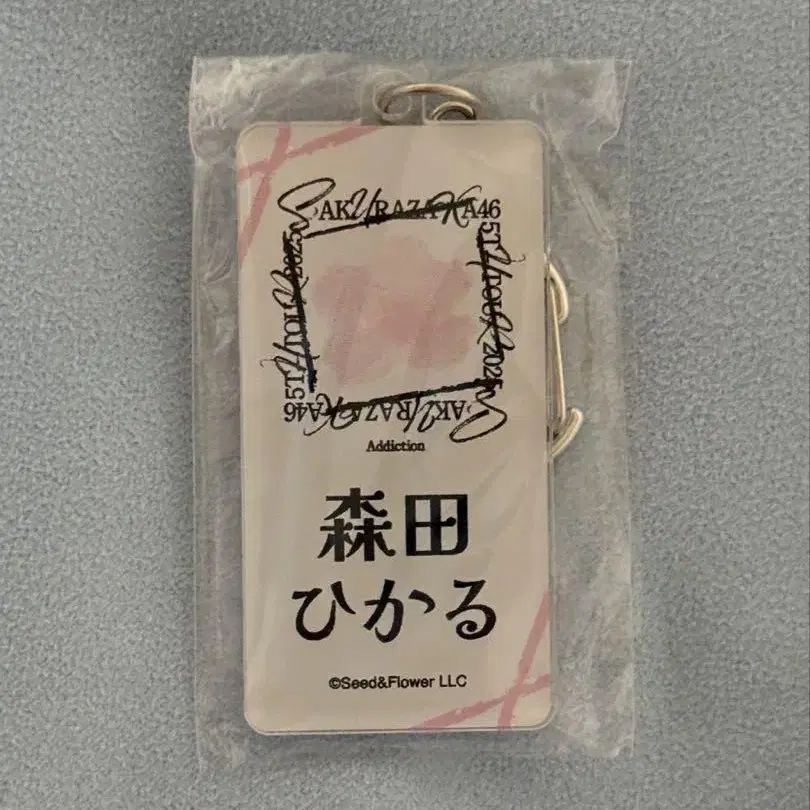 SAKURAZAKA46
5TH TOUR 2025
SAKURAZAKA46
5TH TOUR 2025
Addiction
森田
ひかる
©Seed&Flower LLC